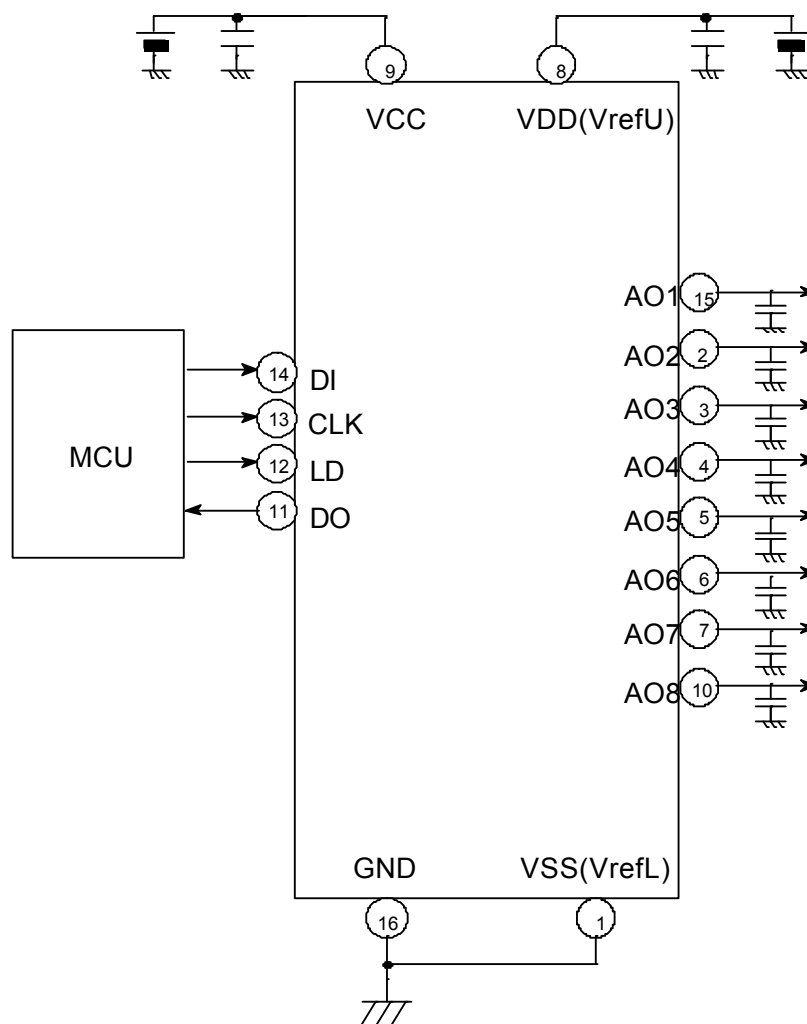 9
8
VCC
VDD(VrefU)
AO1
15
AO2
2
14
DI
AO3
3
13
CLK
MCU
12
LD
AO4
4
11
DO
AO5
5
AO6
6
AO7
7
AO8
10
GND
VSS(VrefL)
16
1